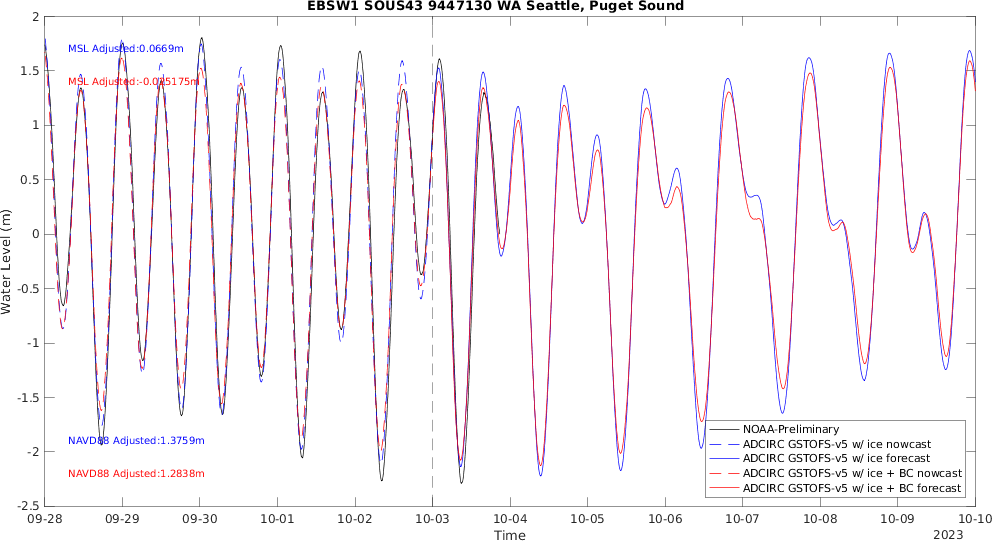 EBSW1 SOUS43 9447130 WA Seattle, Puget Sound
Water Level (m)
2
1.5
1
0.5
0
-0.5
-1
-1.5
-2
-2.5
MSL Adjusted:0.0669m
MSL Adjusted:-0.025175m
NAVD88 Adjusted:1.3759m
NAVD88 Adjusted:1.2838m
NOAA-Preliminary
ADCIRC GSTOFS-v5 w/ ice nowcast
ADCIRC GSTOFS-v5 w/ ice forecast
ADCIRC GSTOFS-v5 w/ ice + BC nowcast
ADCIRC GSTOFS-v5 w/ ice + BC forecast
09-28 09-29 09-30 10-01 10-02 10-03 10-04 10-05 10-06 10-07 10-08 10-09 10-10
Time
2023